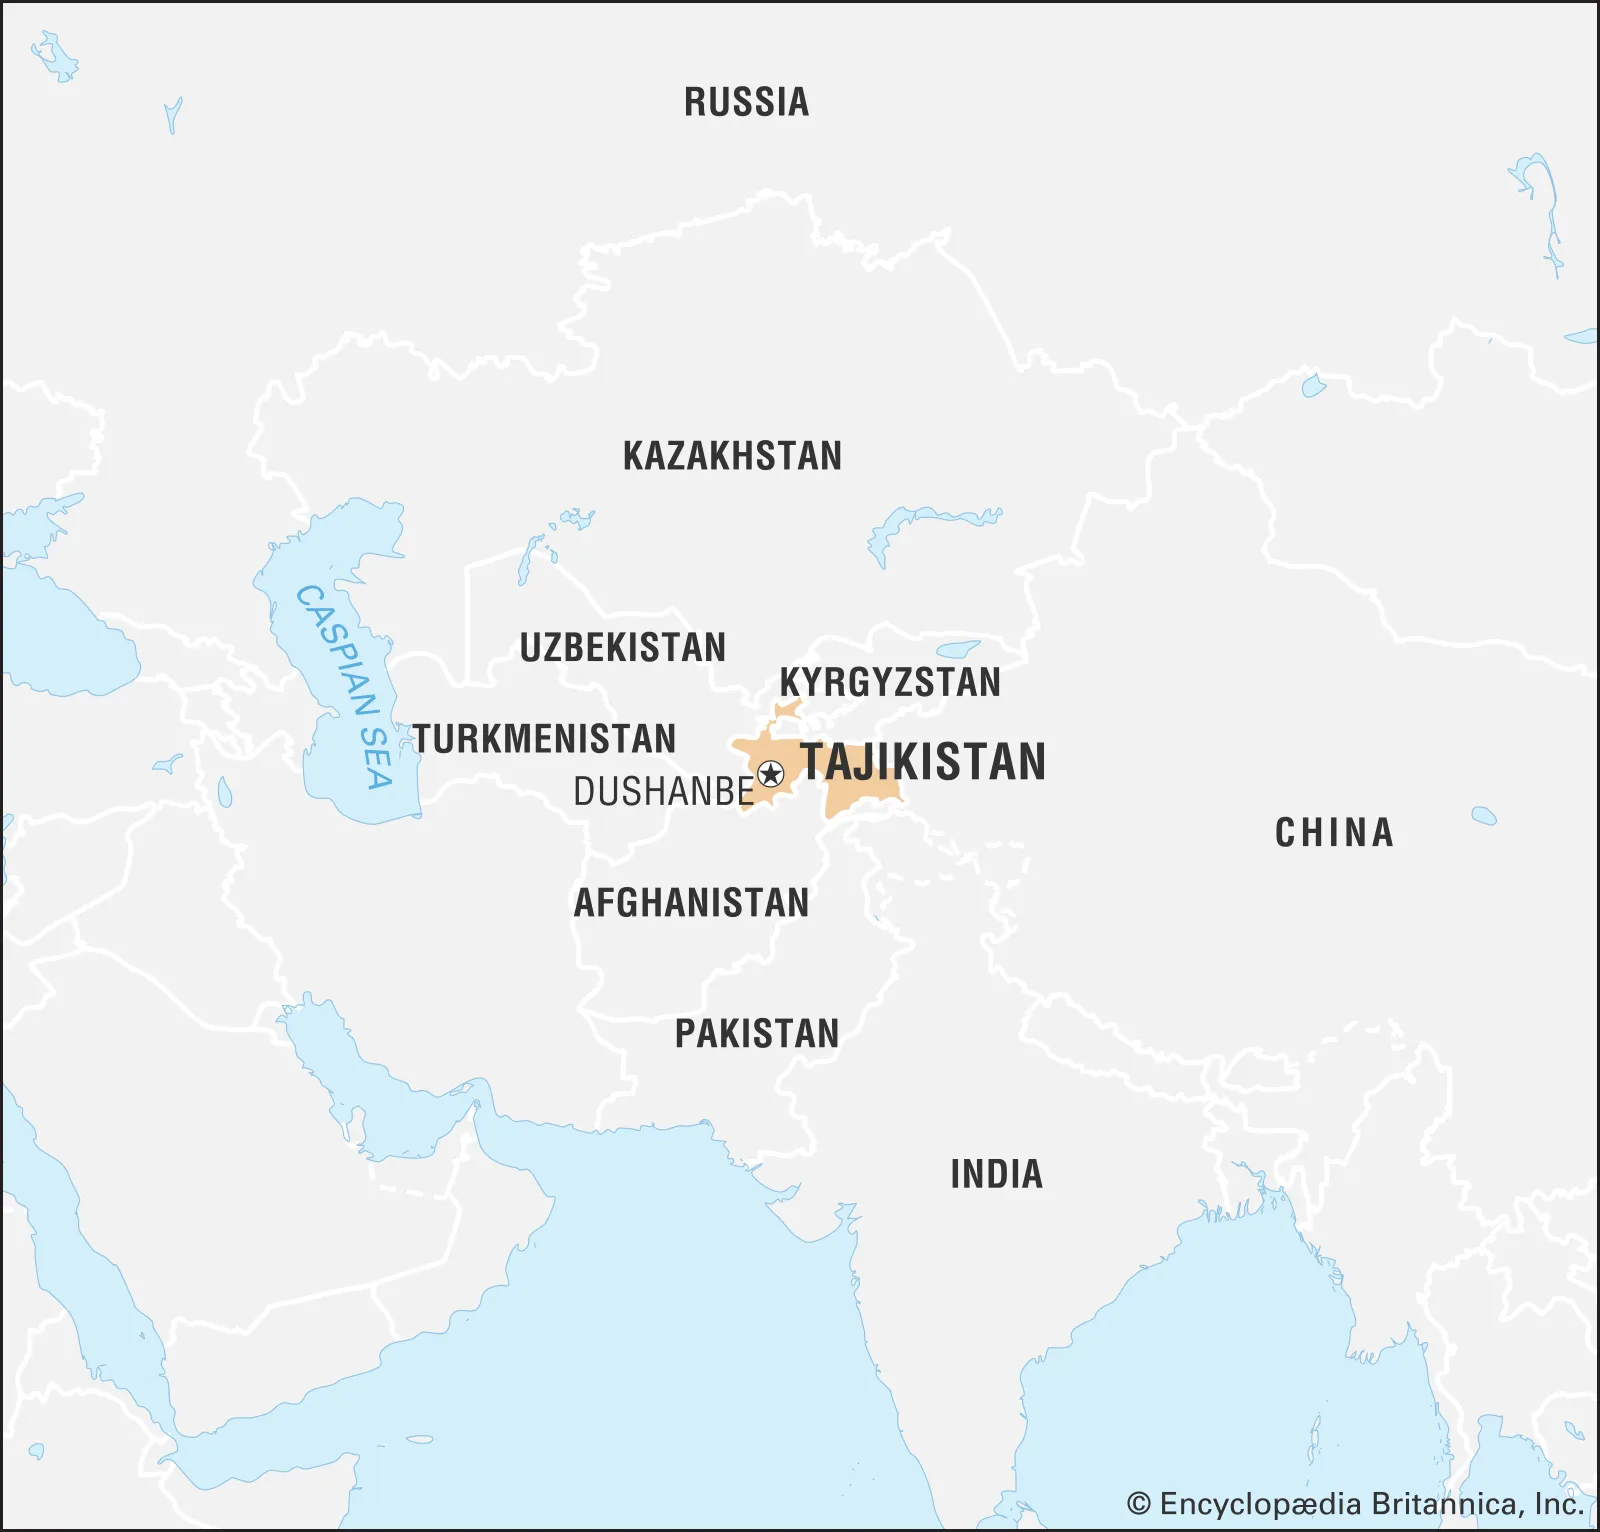 RUSSIA
KAZAKHSTAN
CASPIAN SEA
UZBEKISTAN
KYRGYZSTAN
TURKMENISTAN
TAJIKISTAN
DUSHANBE
CHINA
AFGHANISTAN
PAKISTAN
INDIA
© Encyclopædia Britannica, Inc.